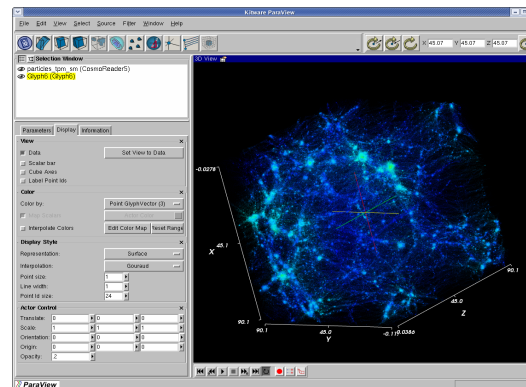 Kitware ParaView
File Edit View Select Source Filter Window Help
X 45.07 Y 45.07 Z 45.07
Selection Window
3D View
particles_tpm_sm (CosmoReader5)
Glyph6 (Glyph6)
Parameters Display Information
View
Data Set View to Data
Scalar bar
Cube Axes
Label Point Ids
Color
Color by: Point GlyphVector (3)
Interpolate Colors Edit Color Map Reset Range
Display Style
Representation: Surface
Interpolation: Gouraud
Point size: 1
Line width: 1
Point Id size: 24
Actor Control
Translate: 0 0 0
Scale: 1 1 1
Orientation: 0 0 0
Origin: 0 0 0
Opacity: .2
-0.0276
X 45.1
90.1
90.1 45.0 -0.11
Y
0.0386 45.0 90.1
Z
ParaView